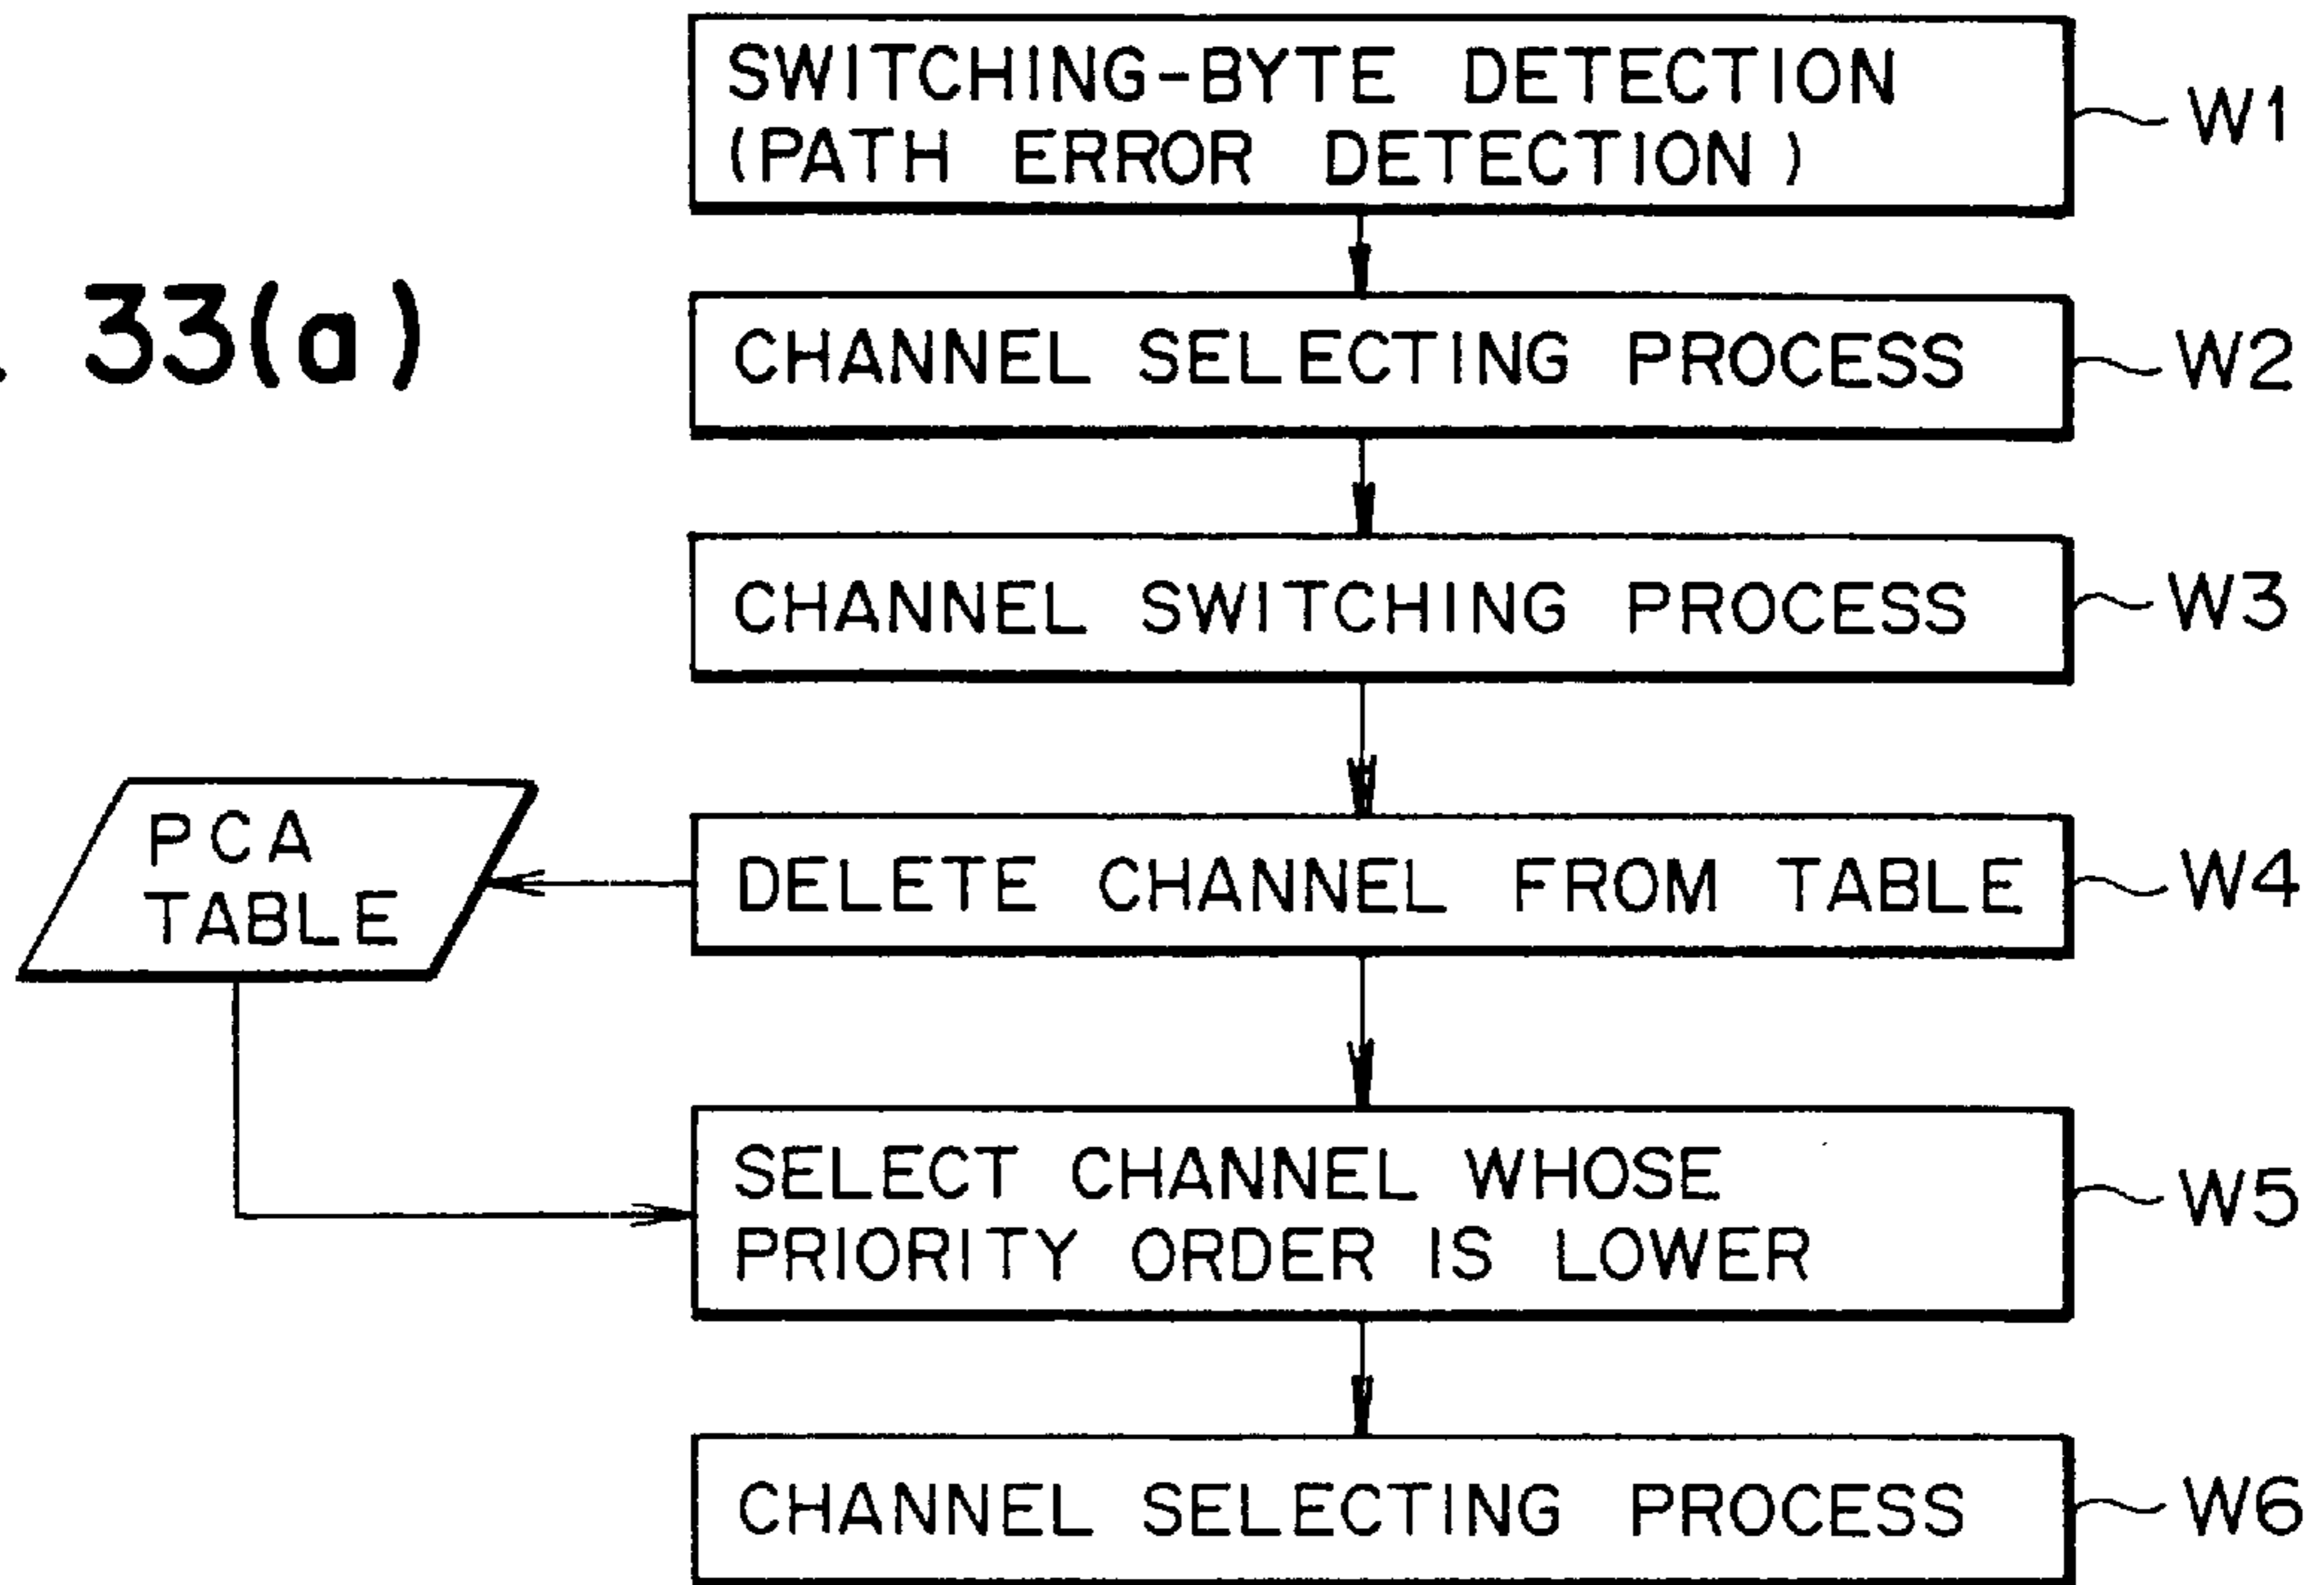 SWITCHING-BYTE DETECTION
(PATH ERROR DETECTION)
W1
. 33(a)
CHANNEL SELECTING PROCESS
W2
CHANNEL SWITCHING PROCESS
W3
PCA
TABLE
DELETE CHANNEL FROM TABLE
W4
SELECT CHANNEL WHOSE
PRIORITY ORDER IS LOWER
W5
CHANNEL SELECTING PROCESS
W6